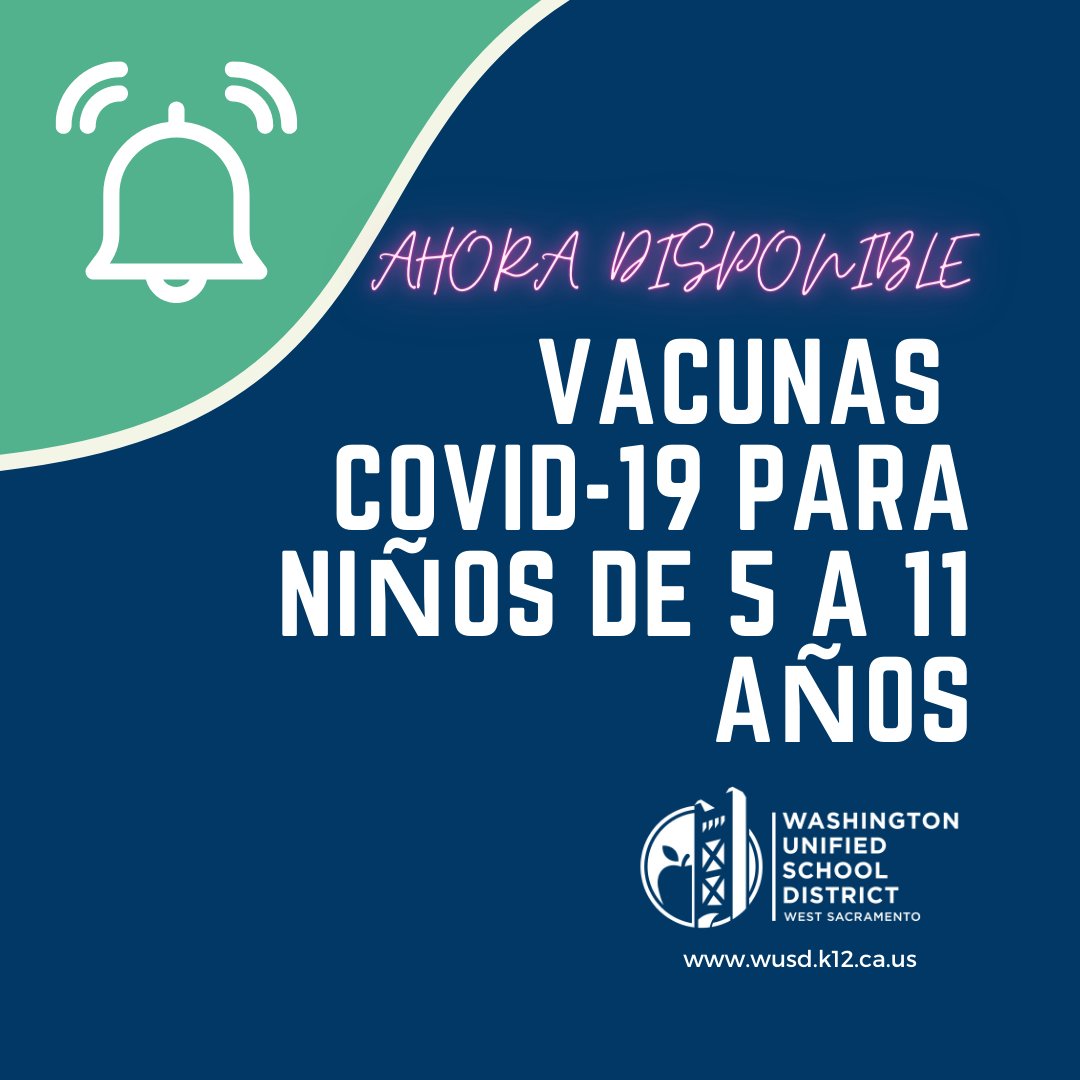 AHORA DISPONIBLE
VACUNAS
COVID-19 PARA
NIÑOS DE 5 A 11
AÑOS
WASHINGTON
UNIFIED
SCHOOL
DISTRICT
WEST SACRAMENTO
www.wusd.k12.ca.us